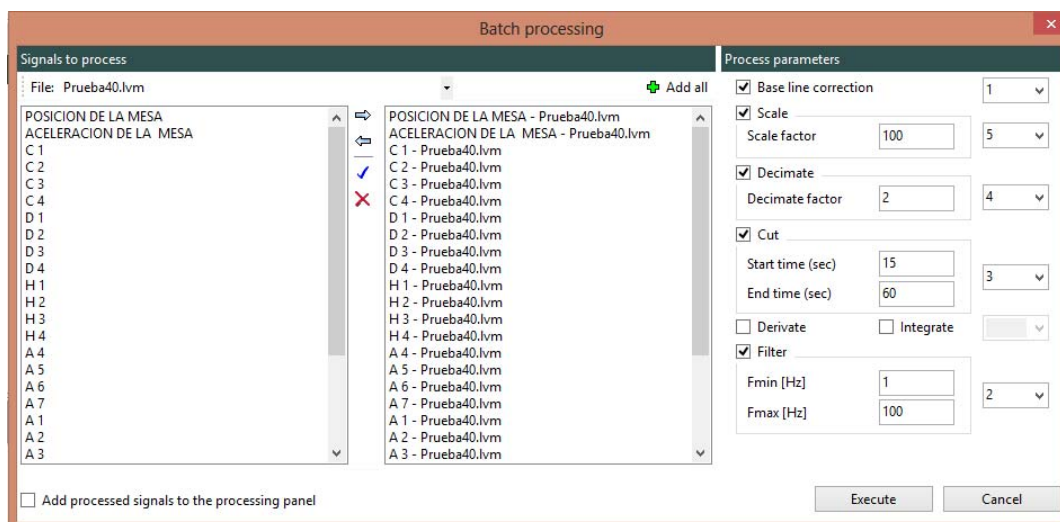 Batch processing
Signals to process
File: Prueba40.lvm
Add all
POSICION DE LA MESA
ACELERACION DE LA MESA
C 1
C 2
C 3
C 4
D 1
D 2
D 3
D 4
H 1
H 2
H 3
H 4
A 4
A 5
A 6
A 7
A 1
A 2
A 3
POSICION DE LA MESA - Prueba40.lvm
ACELERACION DE LA MESA - Prueba40.lvm
C 1 - Prueba40.lvm
C 2 - Prueba40.lvm
C 3 - Prueba40.lvm
C 4 - Prueba40.lvm
D 1 - Prueba40.lvm
D 2 - Prueba40.lvm
D 3 - Prueba40.lvm
D 4 - Prueba40.lvm
H 1 - Prueba40.lvm
H 2 - Prueba40.lvm
H 3 - Prueba40.lvm
H 4 - Prueba40.lvm
A 4 - Prueba40.lvm
A 5 - Prueba40.lvm
A 6 - Prueba40.lvm
A 7 - Prueba40.lvm
A 1 - Prueba40.lvm
A 2 - Prueba40.lvm
A 3 - Prueba40.lvm
Add processed signals to the processing panel
Process parameters
Base line correction 1
Scale
Scale factor 100 5
Decimate
Decimate factor 2 4
Cut
Start time (sec) 15
3
End time (sec) 60
Derivate Integrate
Filter
Fmin [Hz] 1
2
Fmax [Hz] 100
Execute Cancel